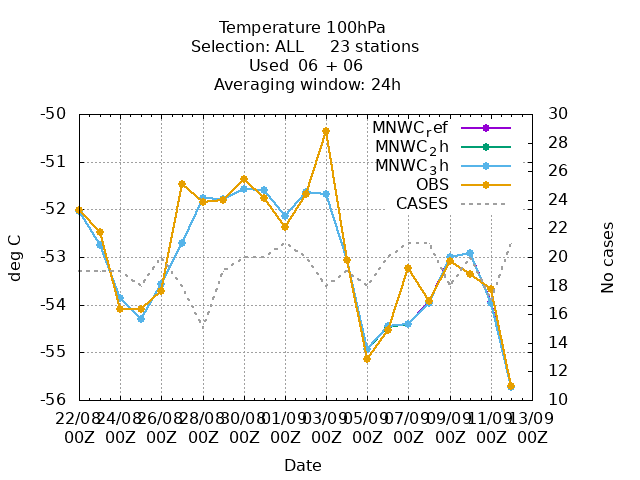 Temperature 100hPa
Selection: ALL     23 stations
Used  06 + 06
Averaging window: 24h
-50
-51
-52
-53
-54
-55
-56
deg C
30
28
26
24
22
20
18
16
14
12
10
No cases
MNWC_ref
MNWC_2h
MNWC_3h
OBS
CASES
22/08 24/08 26/08 28/08 30/08 01/09 03/09 05/09 07/09 09/09 11/09 13/09
00Z 00Z 00Z 00Z 00Z 00Z 00Z 00Z 00Z 00Z 00Z 00Z
Date